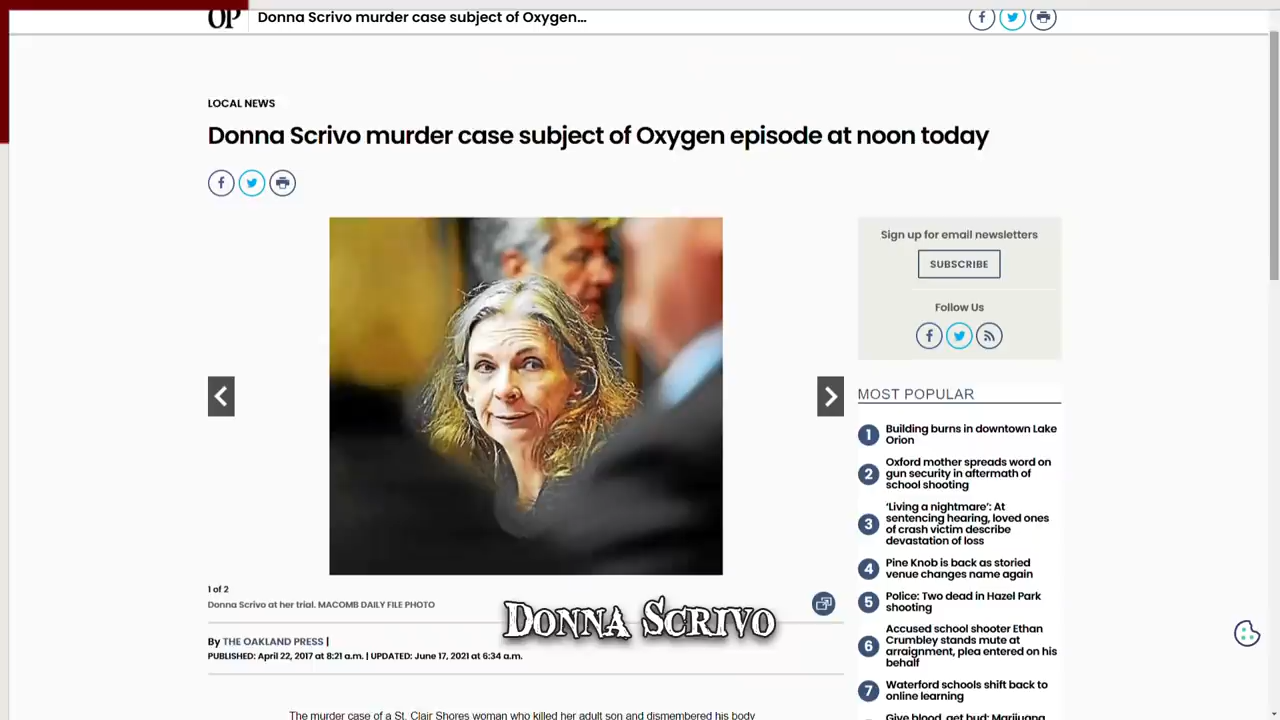 OP
Donna Scrivo murder case subject of Oxygen...
LOCAL NEWS
Donna Scrivo murder case subject of Oxygen episode at noon today
1 of 2
Donna Scrivo at her trial. MACOMB DAILY FILE PHOTO
DONNA SCRIVO
By THE OAKLAND PRESS |
PUBLISHED: April 22, 2017 at 8:21 a.m. | UPDATED: June 17, 2021 at 6:34 a.m.
The murder case of a St. Clair Shores woman who killed her adult son and dismembered his body
Sign up for email newsletters
SUBSCRIBE
Follow Us
MOST POPULAR
1 Building burns in downtown Lake
Orion
2 Oxford mother spreads word on
gun security in aftermath of
school shooting
3 ‘Living a nightmare’: At
sentencing hearing, loved ones
of crash victim describe
devastation of loss
4 Pine Knob is back as storied
venue changes name again
5 Police: Two dead in Hazel Park
shooting
6 Accused school shooter Ethan
Crumbley stands mute at
arraignment, plea entered on his
behalf
7 Waterford schools shift back to
online learning
Give blood, get bud: Marijuana